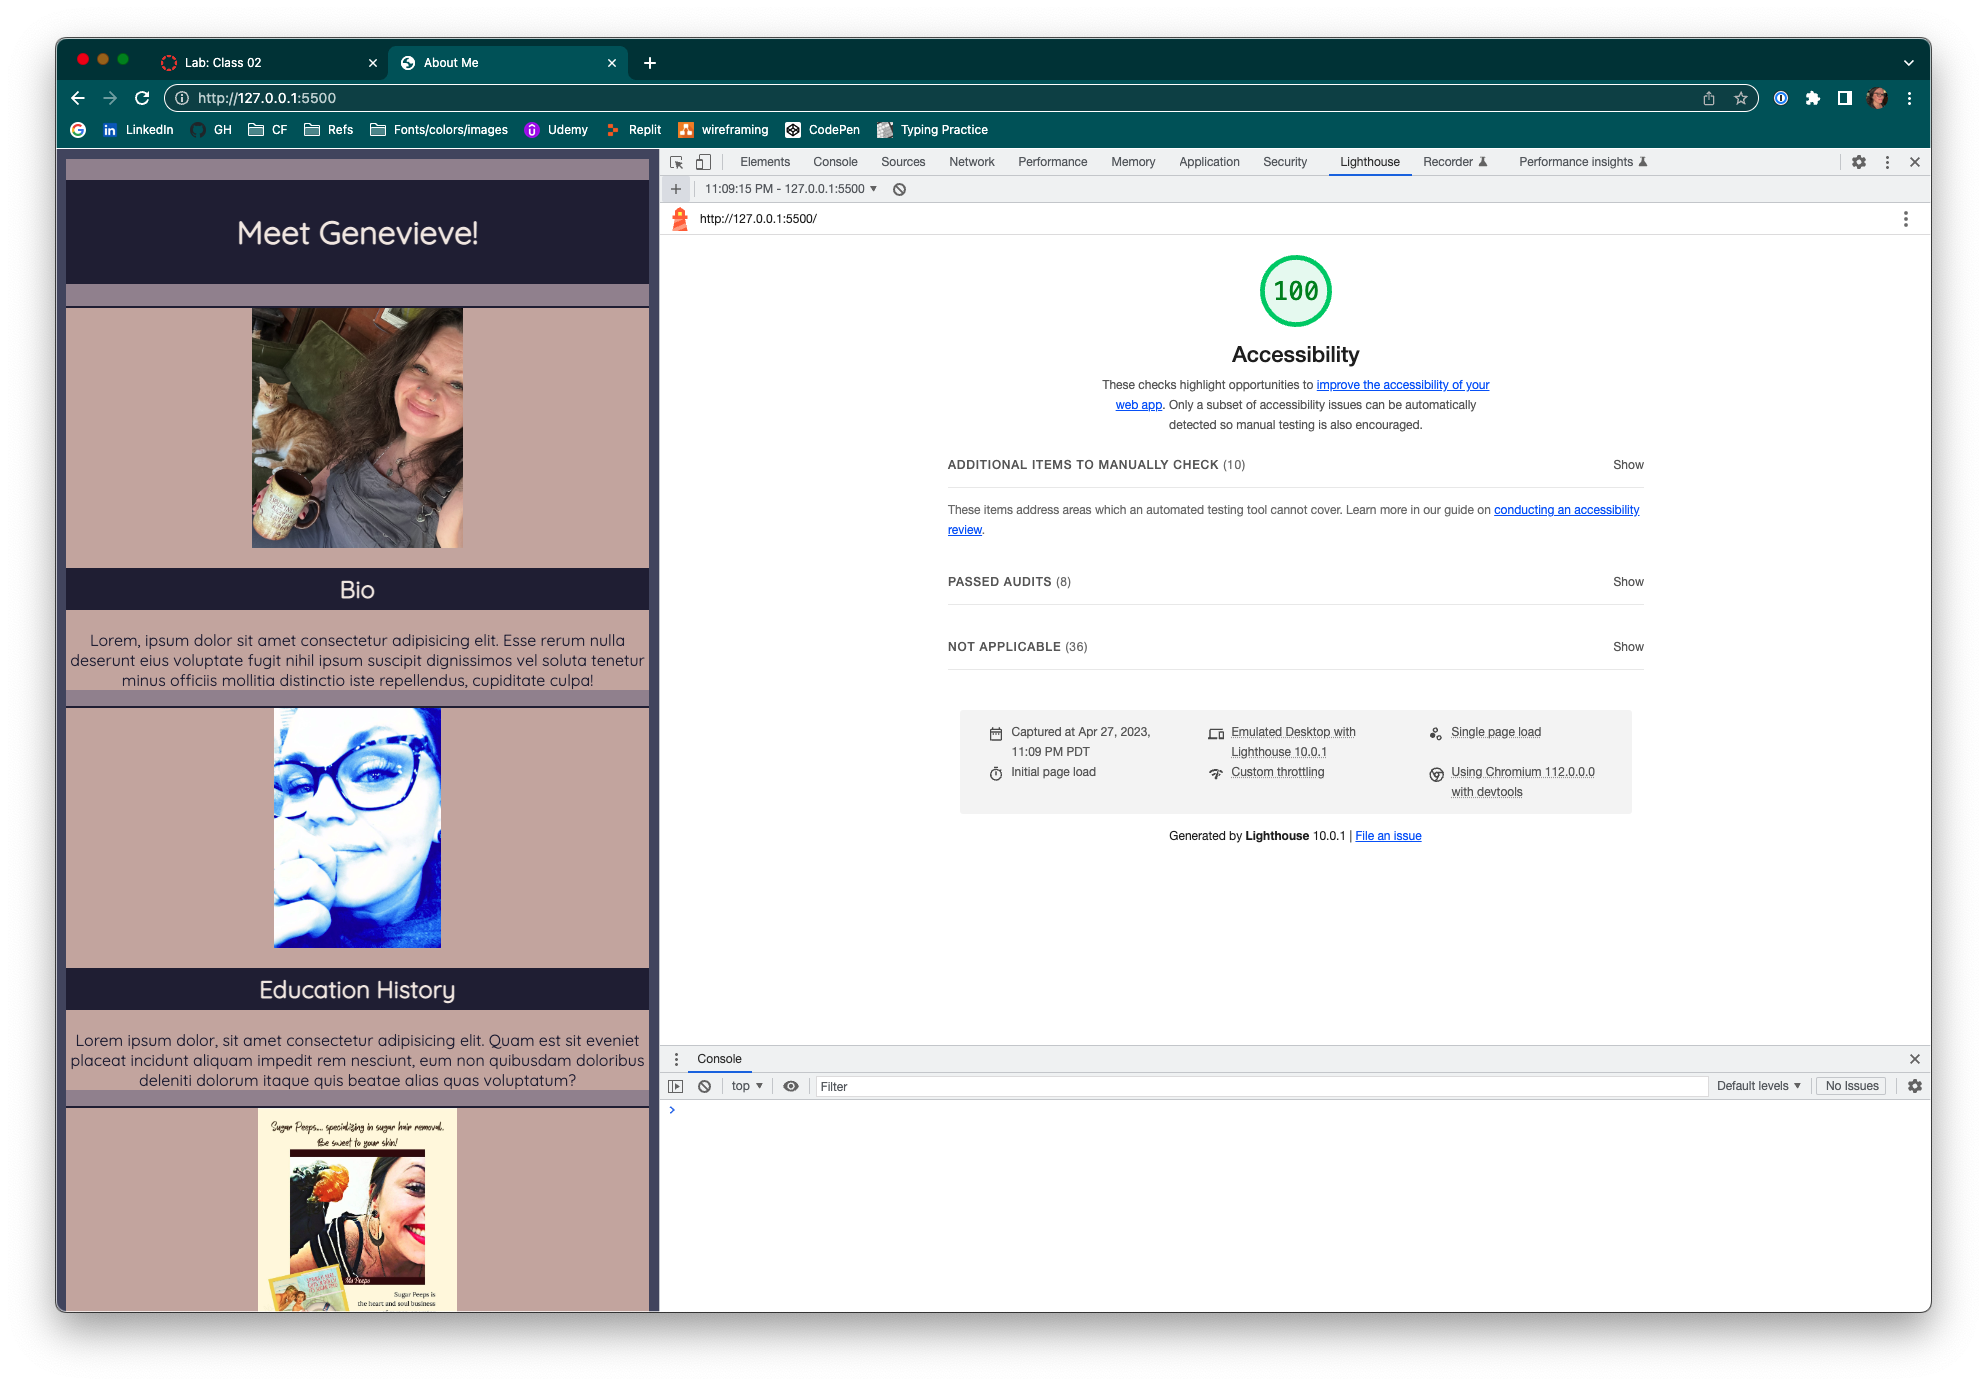 Lab: Class 02
About Me
http://127.0.0.1:5500
LinkedIn
GH
CF
Refs
Fonts/colors/images
Udemy
Replit
wireframing
CodePen
Typing Practice
Meet Genevieve!
Bio
Lorem, ipsum dolor sit amet consectetur adipisicing elit. Esse rerum nulla
deserunt eius voluptate fugit nihil ipsum suscipit dignissimos vel soluta tenetur
minus officiis mollitia distinctio iste repellendus, cupiditate culpa!
Education History
Lorem ipsum dolor, sit amet consectetur adipisicing elit. Quam est sit eveniet
placeat incidunt aliquam impedit rem nesciunt, eum non quibusdam doloribus
deleniti dolorum itaque quis beatae alias quas voluptatum?
Sugar Peeps... specializing in sugar hair removal.
Be sweet to your skin!
Ms Peeps
Sugar Peeps is
the heart and soul business
Elements
Console
Sources
Network
Performance
Memory
Application
Security
Lighthouse
Recorder
Performance insights
11:09:15 PM - 127.0.0.1:5500
http://127.0.0.1:5500/
100
Accessibility
These checks highlight opportunities to improve the accessibility of your
web app. Only a subset of accessibility issues can be automatically
detected so manual testing is also encouraged.
ADDITIONAL ITEMS TO MANUALLY CHECK (10)
Show
These items address areas which an automated testing tool cannot cover. Learn more in our guide on conducting an accessibility
review.
PASSED AUDITS (8)
Show
NOT APPLICABLE (36)
Show
Captured at Apr 27, 2023,
11:09 PM PDT
Initial page load
Emulated Desktop with
Lighthouse 10.0.1
Custom throttling
Single page load
Using Chromium 112.0.0.0
with devtools
Generated by Lighthouse 10.0.1 | File an issue
Console
top
Filter
Default levels
No Issues